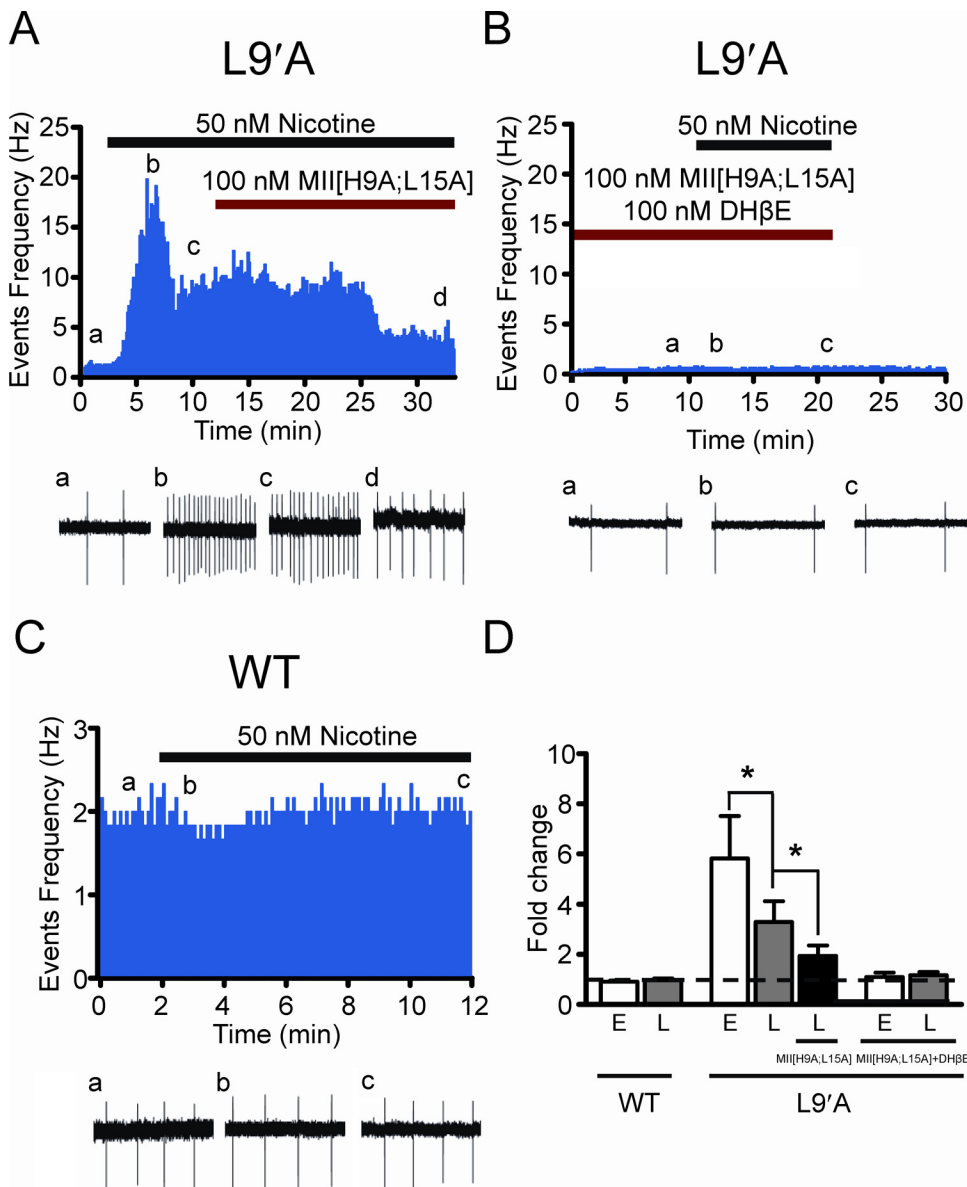 A
L9′A
50 nM Nicotine
100 nM MII[H9A;L15A]
Events Frequency (Hz)
25
20
15
10
5
0
a
b
c
d
0 5 10 15 20 25 30
Time (min)
a b c d
B
L9′A
50 nM Nicotine
100 nM MII[H9A;L15A]
100 nM DHβE
Events Frequency (Hz)
25
20
15
10
5
0
a b c
0 5 10 15 20 25 30
Time (min)
a b c
C
WT
50 nM Nicotine
Events Frequency (Hz)
3
2
1
0
a b c
0 2 4 6 8 10 12
Time (min)
a b c
D
Fold change
10
8
6
4
2
0
*
*
E L E L L E L
MII[H9A;L15A] MII[H9A;L15A]+DHβE
WT L9′A